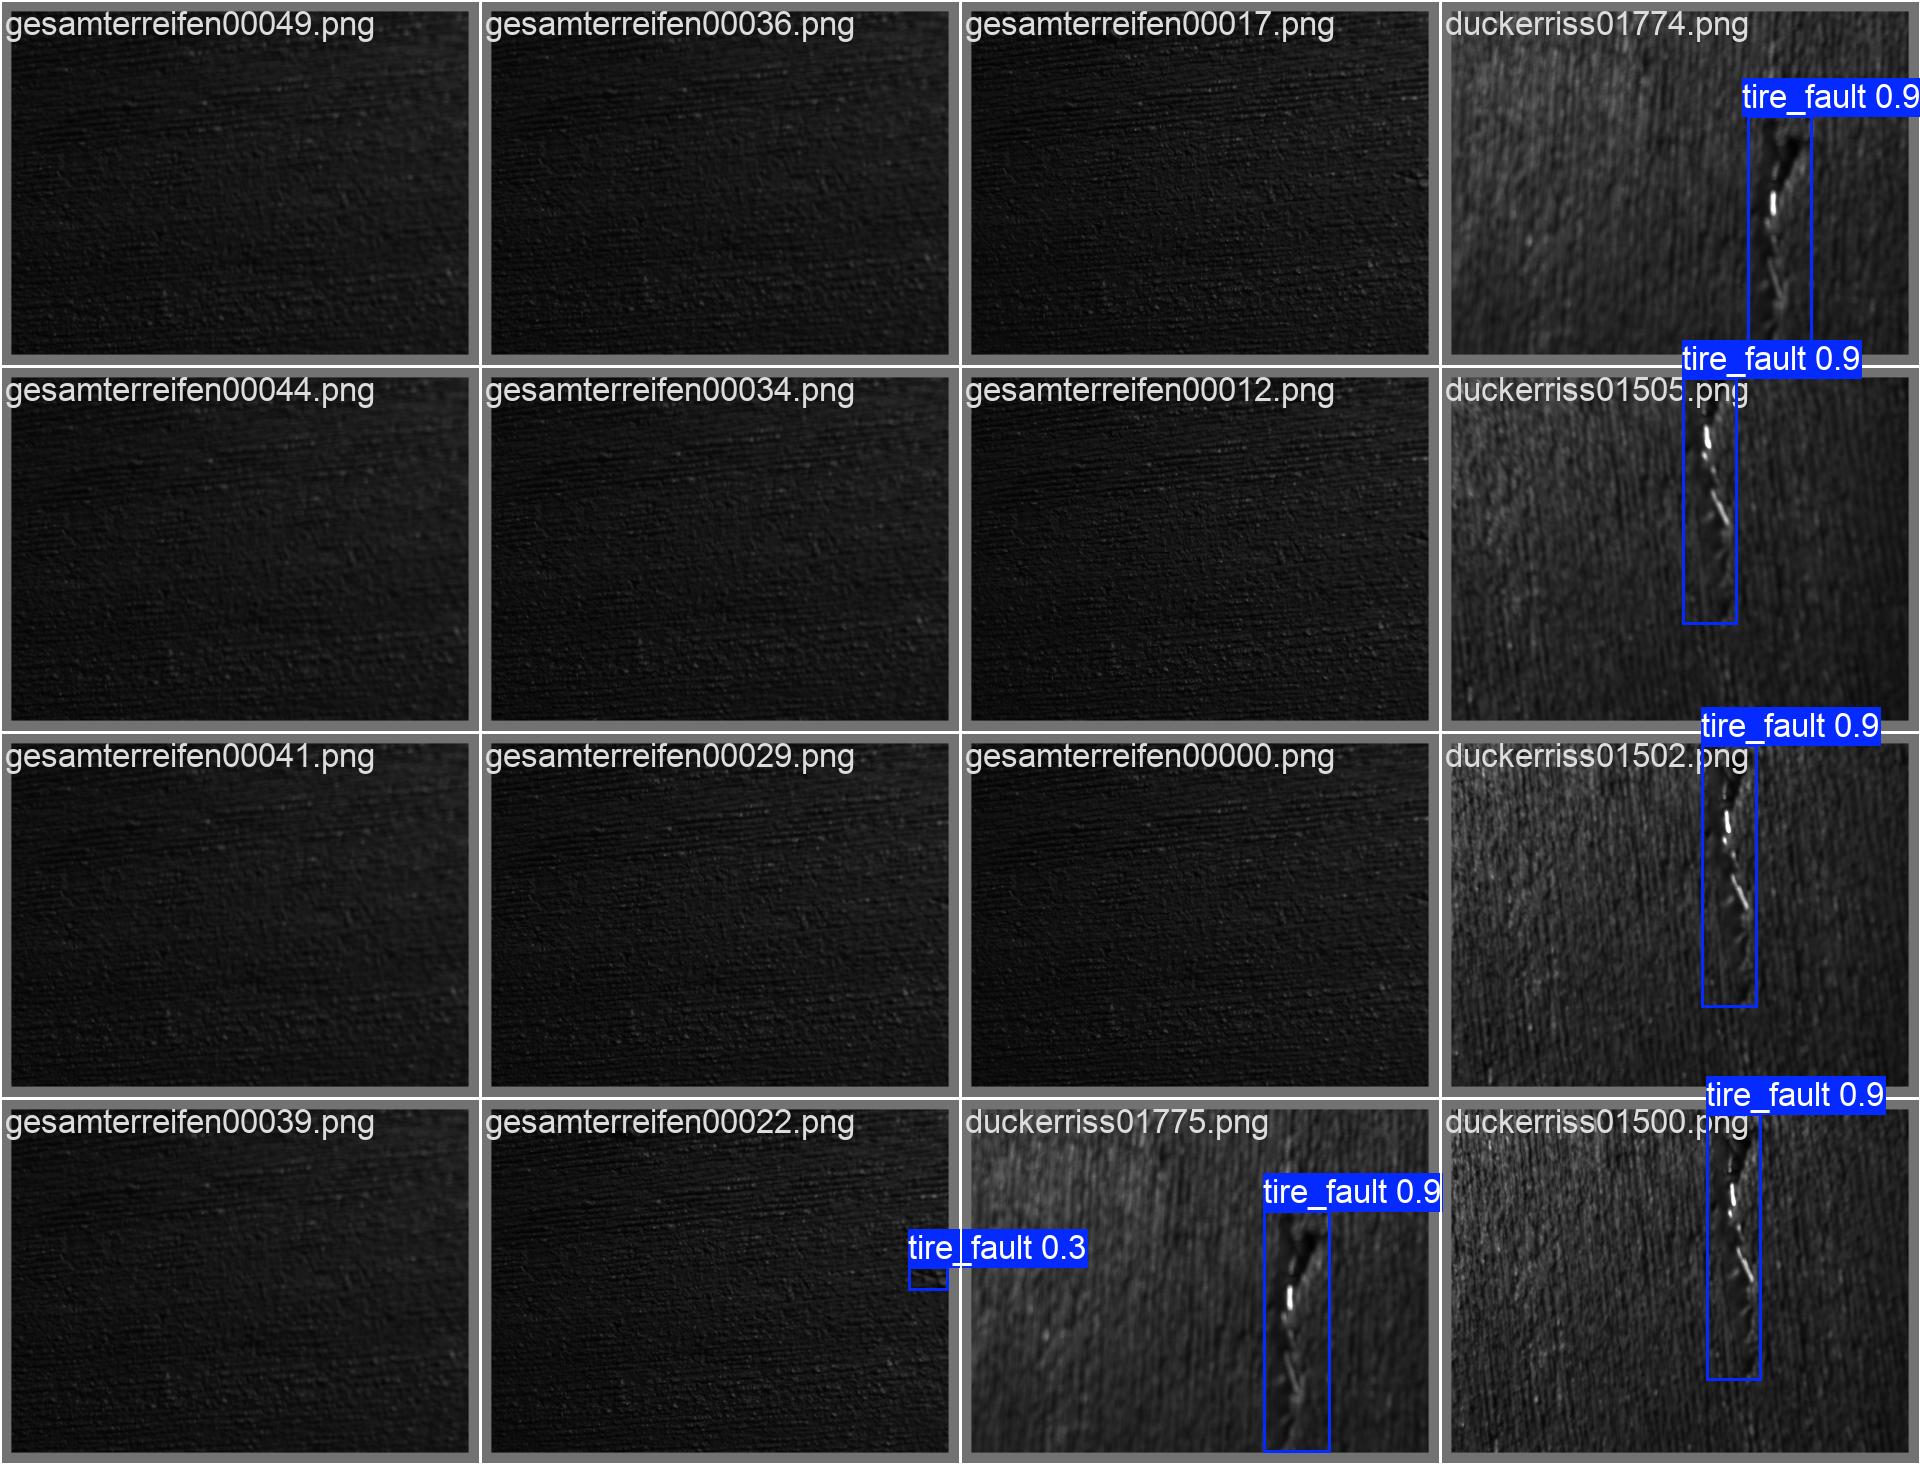 gesamterreifen00049.png
gesamterreifen00036.png
gesamterreifen00017.png
duckerriss01774.png
tire_fault 0.9
tire_fault 0.9
gesamterreifen00044.png
gesamterreifen00034.png
gesamterreifen00012.png
duckerriss01505.png
tire_fault 0.9
gesamterreifen00041.png
gesamterreifen00029.png
gesamterreifen00000.png
duckerriss01502.png
tire_fault 0.9
gesamterreifen00039.png
gesamterreifen00022.png
duckerriss01775.png
duckerriss01500.png
tire_fault 0.9
tire_fault 0.3